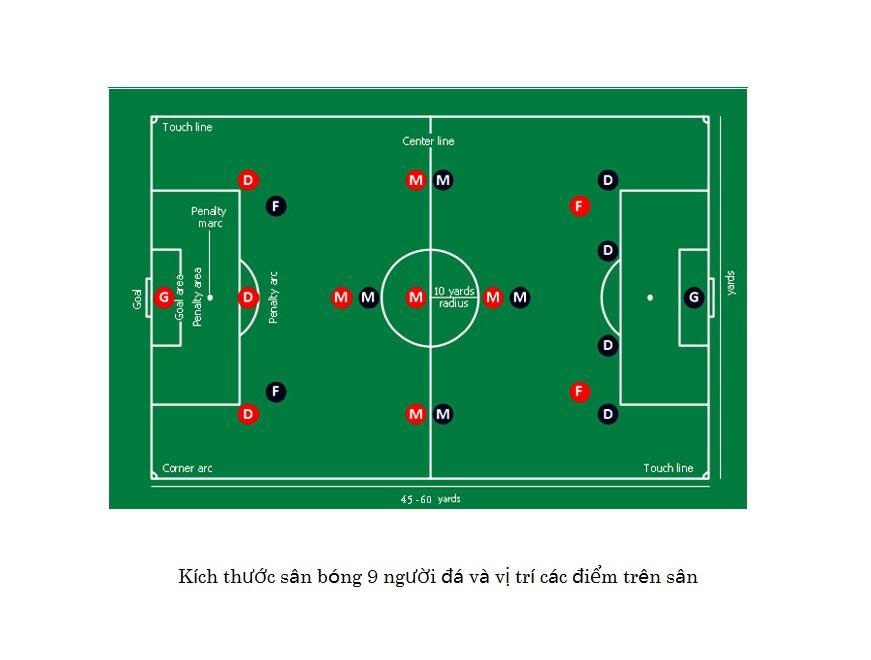 Touch line
Center line
D
M M
D
F
F
Penalty
marc
D
Goal
G
Goal area
Penalty area
D
Penalty arc
M M
M
10 yards
radius
M M
G
yards
D
F
F
D
M M
D
Corner arc
Touch line
45-60 yards
Kích thước sân bóng 9 người đá và vị trí các điểm trên sân